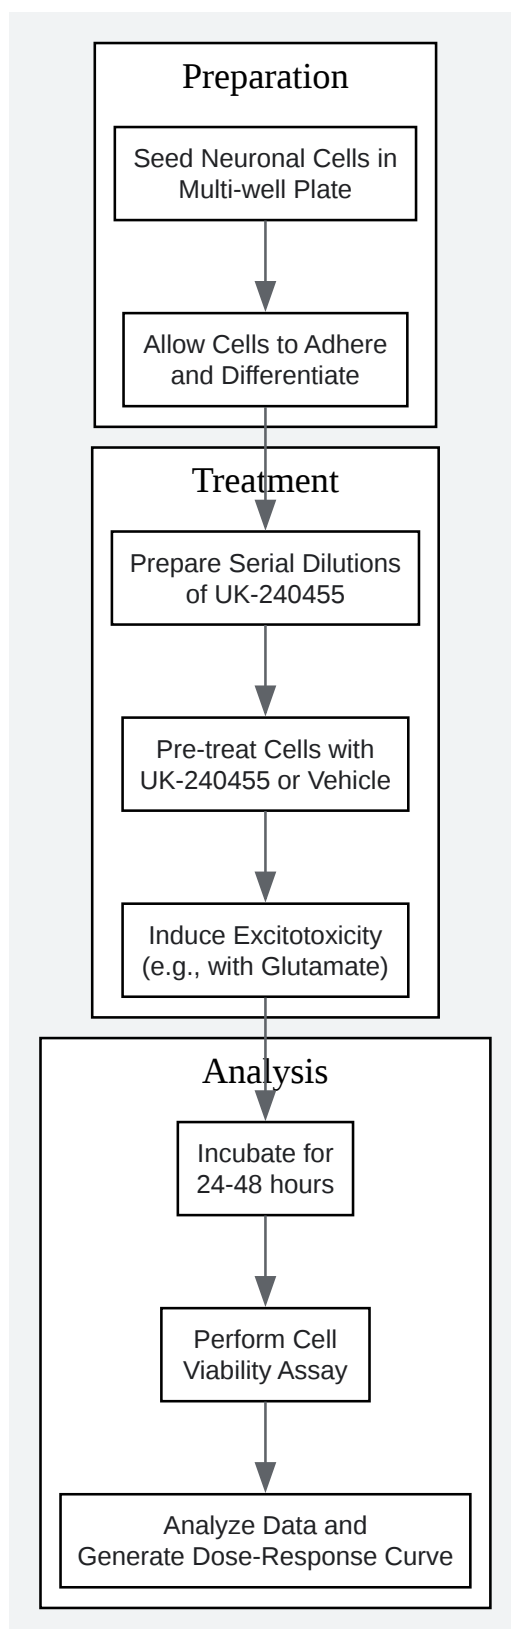 Preparation
Seed Neuronal Cells in
Multi-well Plate
Allow Cells to Adhere
and Differentiate
Treatment
Prepare Serial Dilutions
of UK-240455
Pre-treat Cells with
UK-240455 or Vehicle
Induce Excitotoxicity
(e.g., with Glutamate)
Analysis
Incubate for
24-48 hours
Perform Cell
Viability Assay
Analyze Data and
Generate Dose-Response Curve